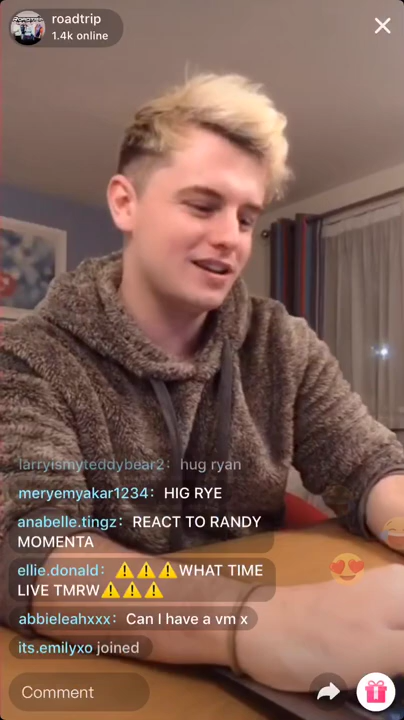 roadtrip
1.4k online
larryismyteddybear2: hug ryan
meryemyakar1234: HIG RYE
anabelle.tingz: REACT TO RANDY
MOMENTA
ellie.donald: ⚠️⚠️⚠️WHAT TIME
LIVE TMRW⚠️⚠️⚠️
abbieleahxxx: Can I have a vm x
its.emilyxo joined
Comment